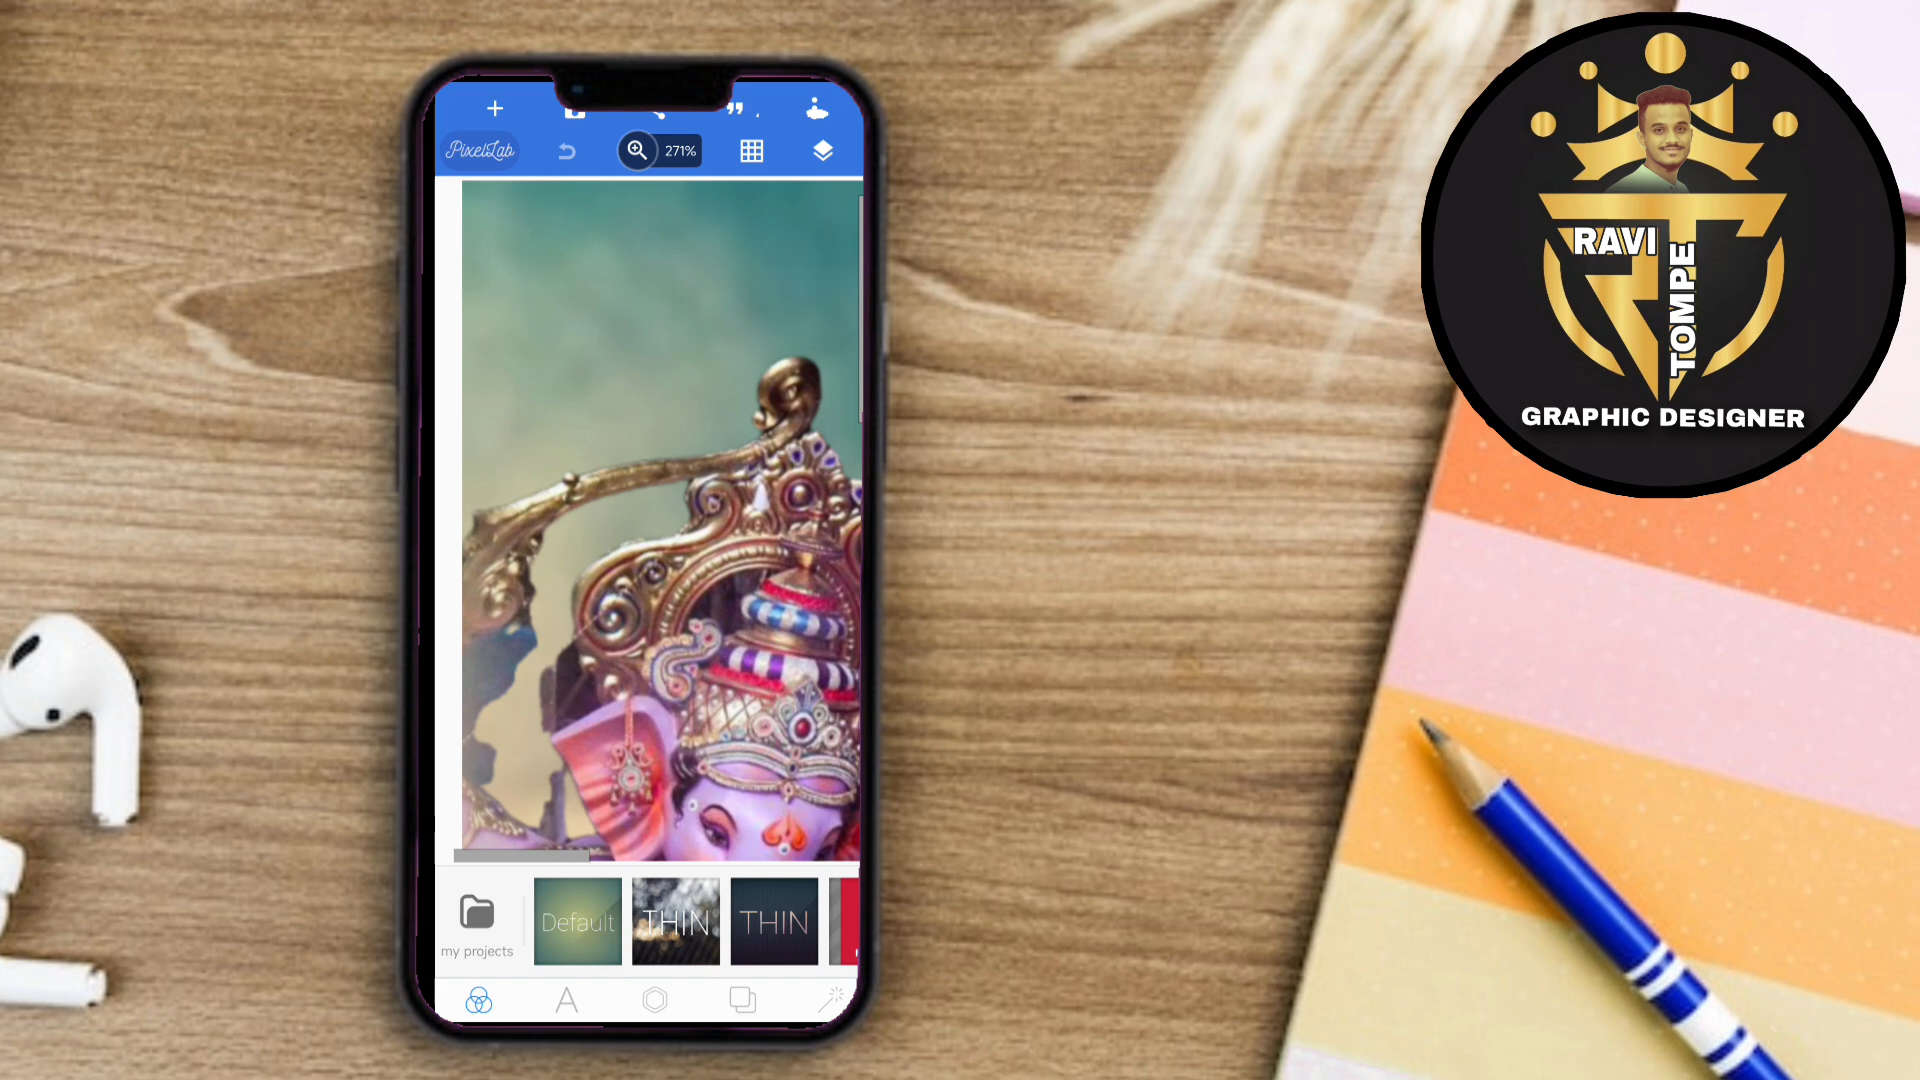 PixelLab
271%
my projects
Default
THIN
THIN
RAVI
TOMPE
GRAPHIC DESIGNER